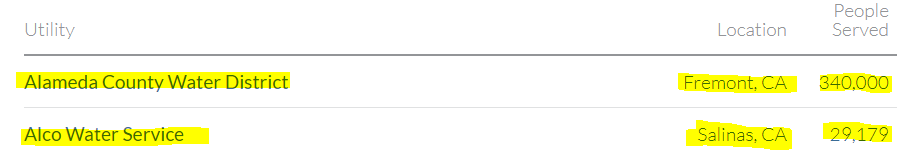 Utility Location People Served
Alameda County Water District Fremont, CA 340,000
Alco Water Service Salinas, CA 29,179